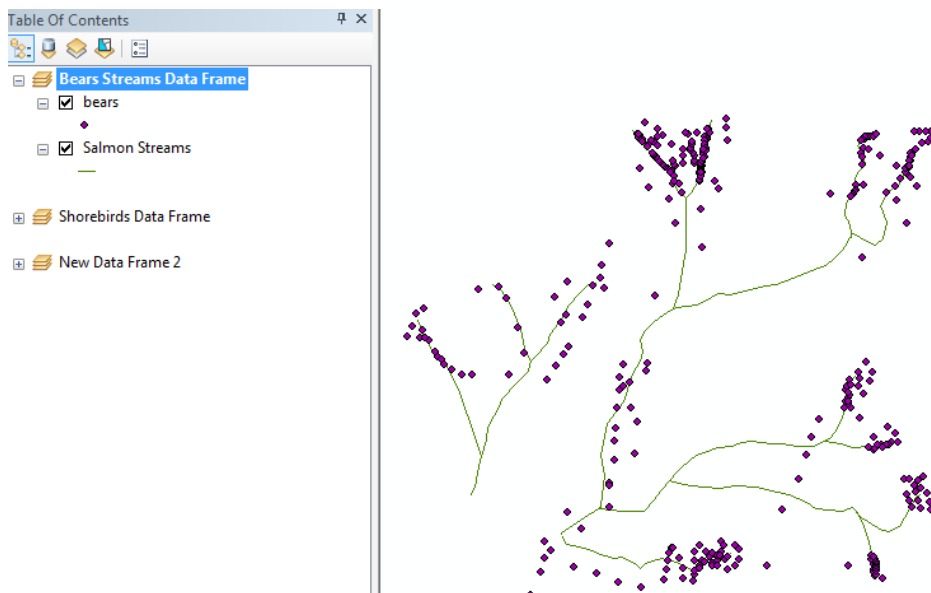 Table Of Contents
Bears Streams Data Frame
bears
Salmon Streams
Shorebirds Data Frame
New Data Frame 2